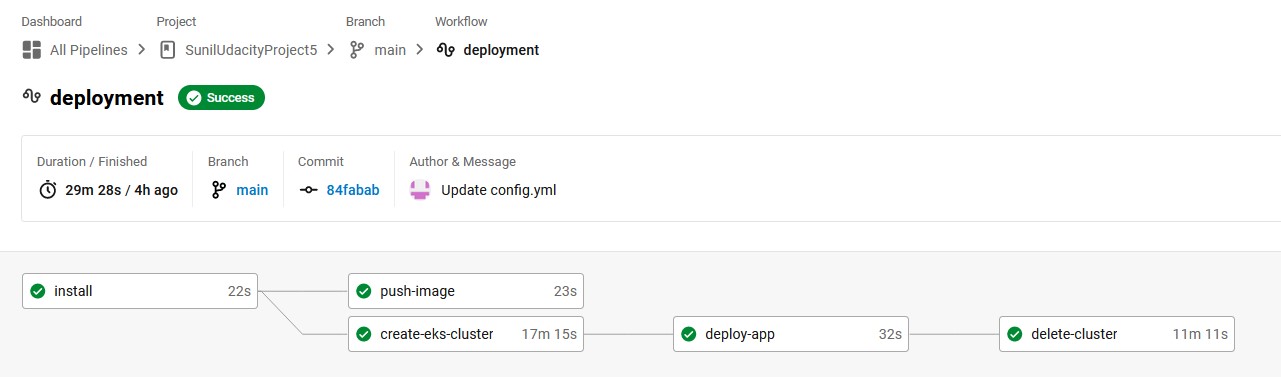 Dashboard Project Branch Workflow
All Pipelines SunilUdacityProject5 main deployment
deployment Success
Duration / Finished Branch Commit Author & Message
29m 28s / 4h ago main 84fabab Update config.yml
install 22s push-image 23s
create-eks-cluster 17m 15s deploy-app 32s delete-cluster 11m 11s